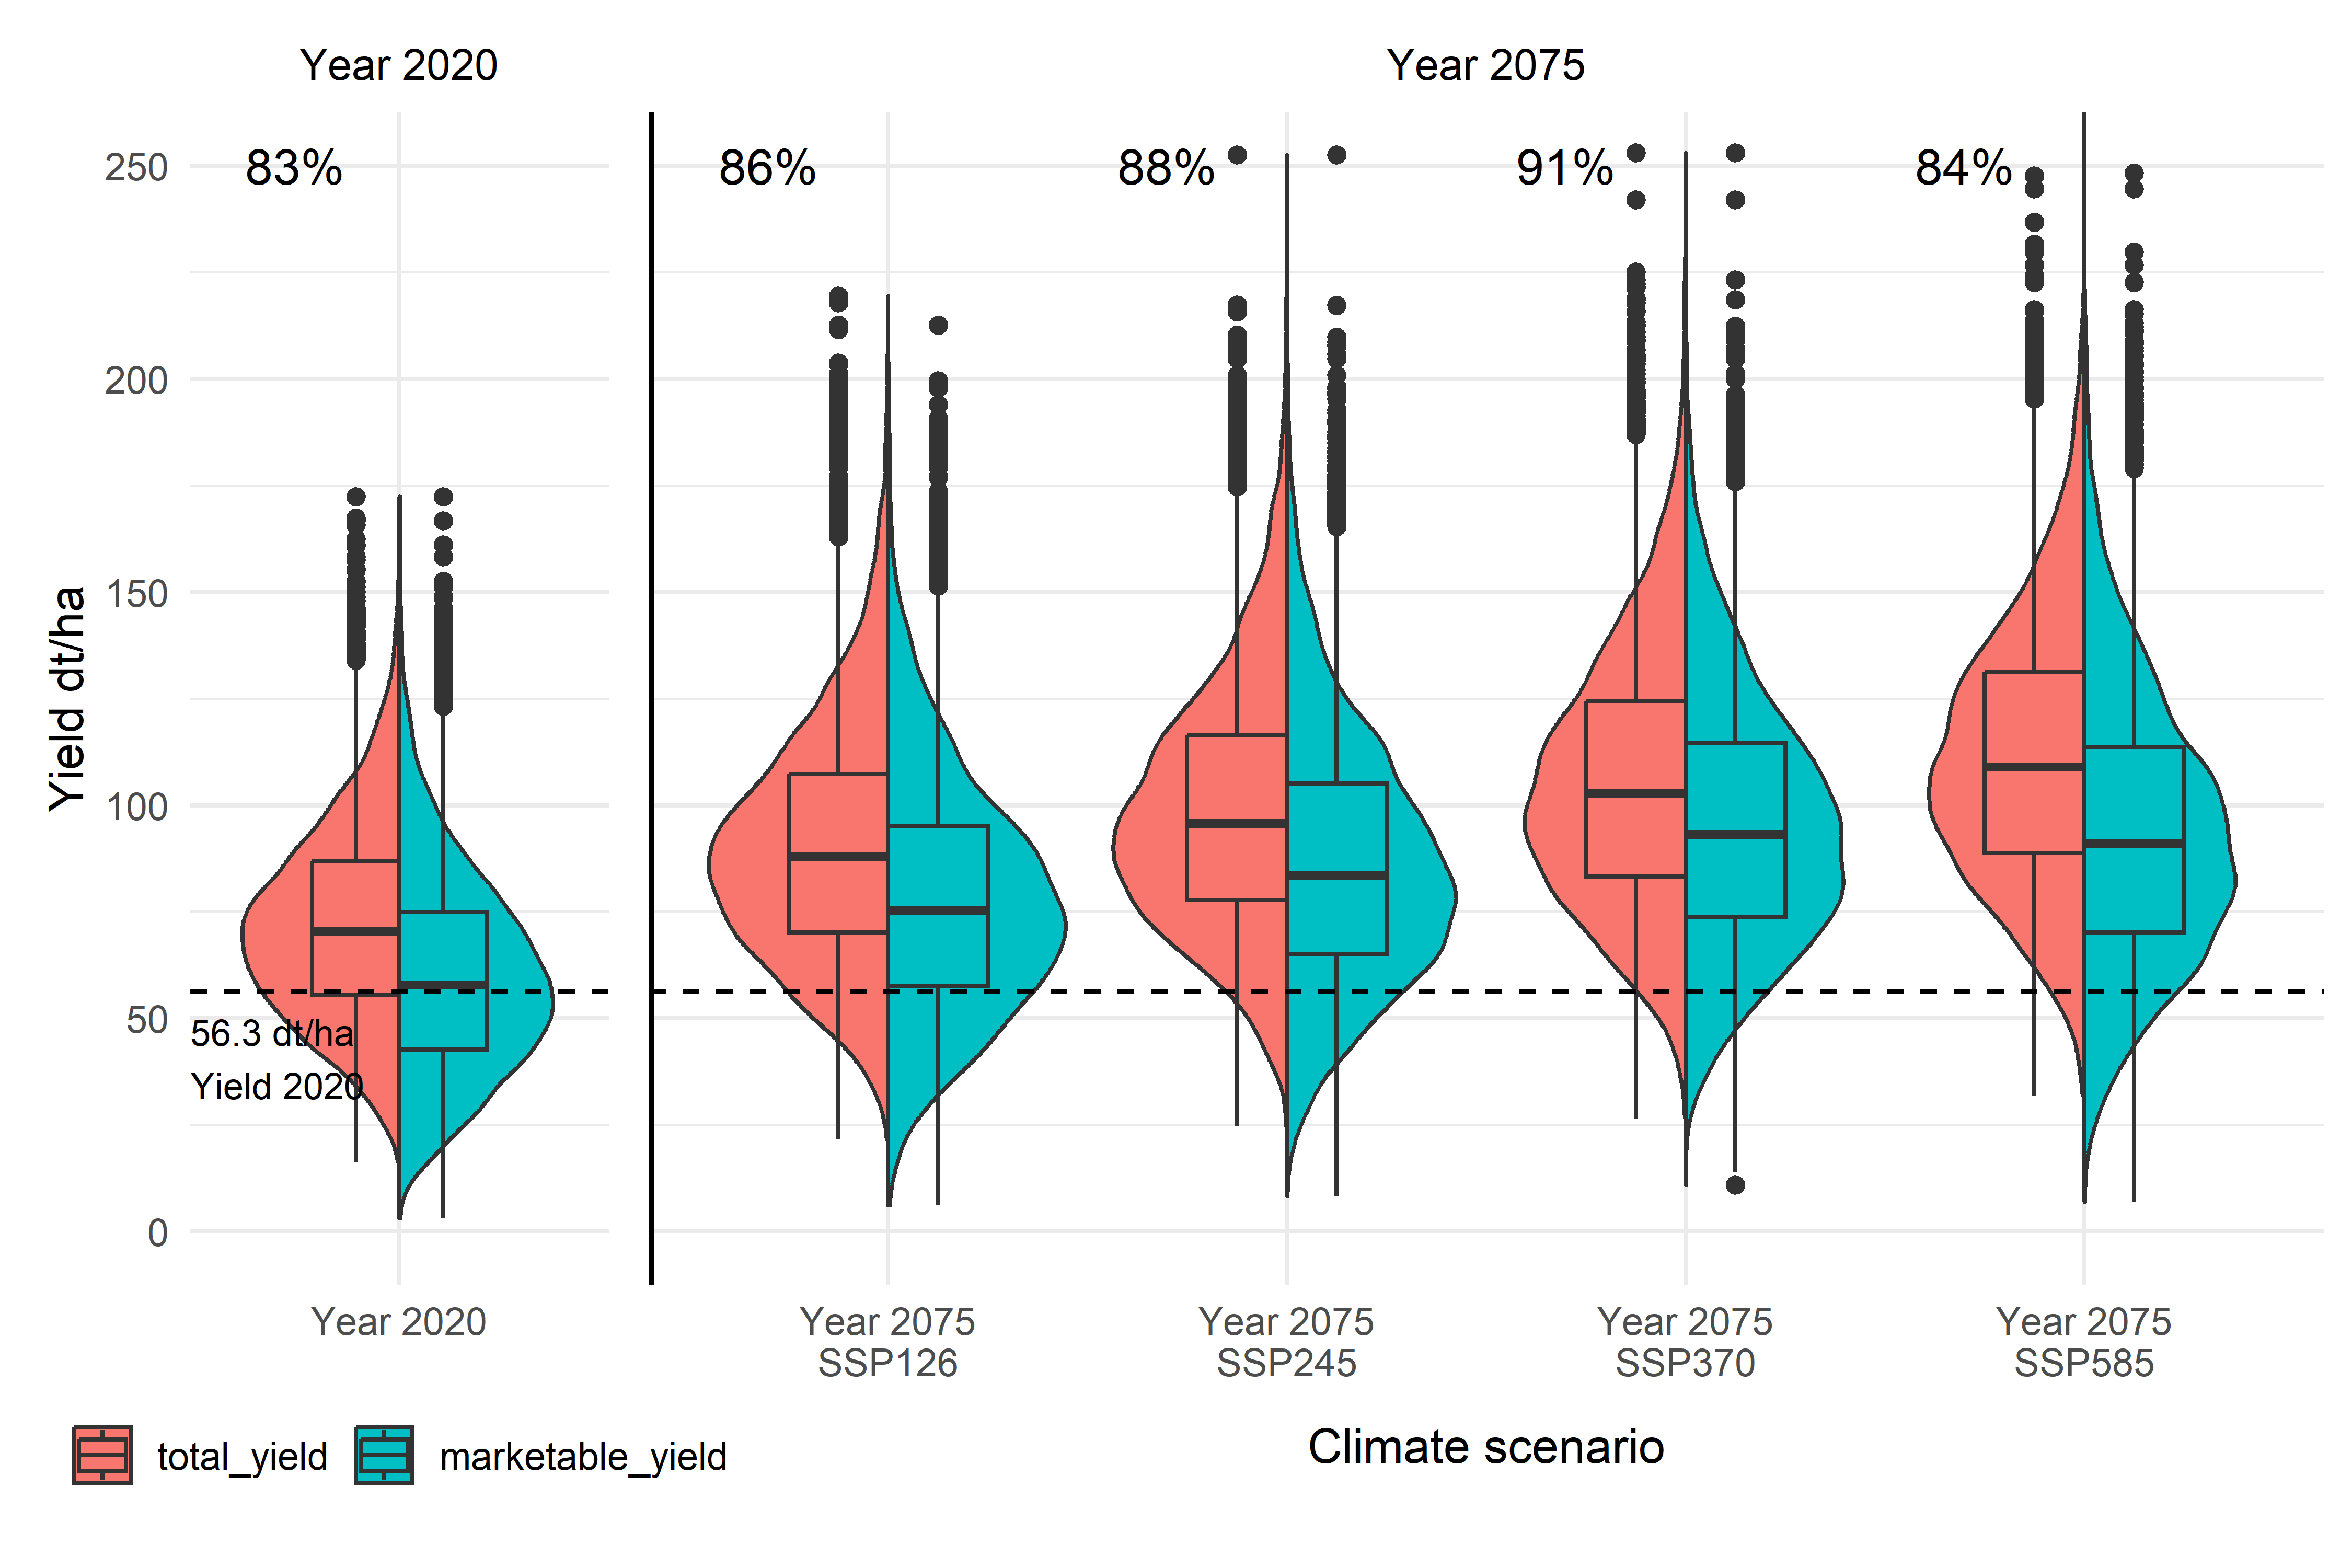 Year 2020
Year 2075
83%
86%
88%
91%
84%
250
200
150
100
50
0
Yield dt/ha
56.3 dt/ha
Yield 2020
Year 2020
Year 2075
SSP126
Year 2075
SSP245
Year 2075
SSP370
Year 2075
SSP585
Climate scenario
total_yield
marketable_yield